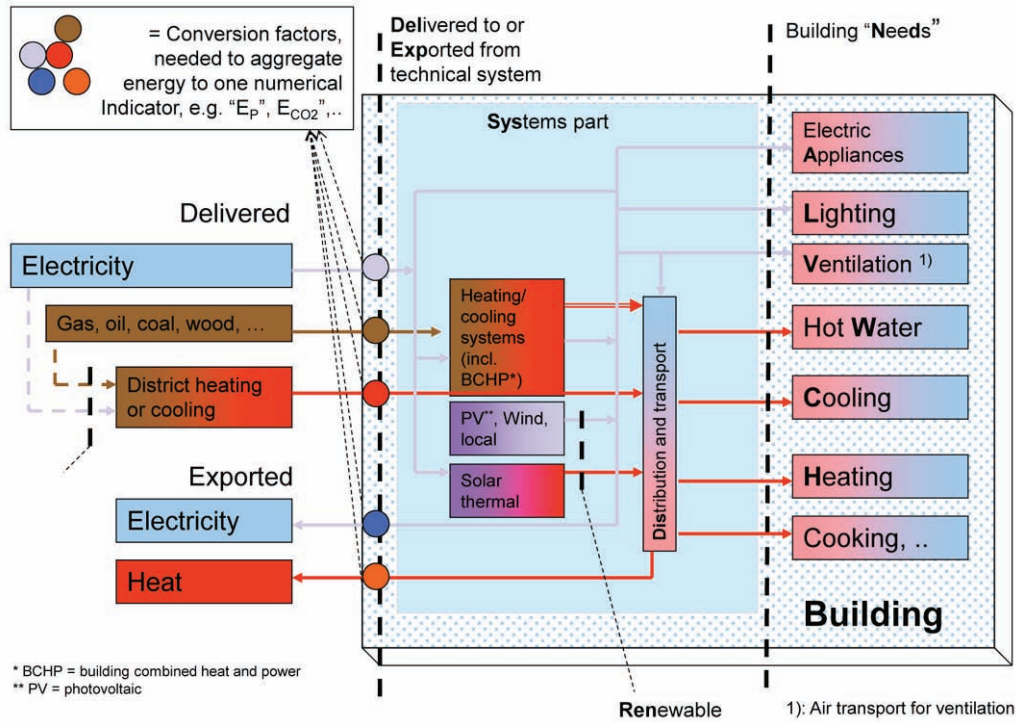 = Conversion factors,
needed to aggregate
energy to one numerical
Indicator, e.g. “E_P”, E_CO2”,..
Delivered to or
Exported from
technical system
Building “Needs”
Systems part
Electric
Appliances
Lighting
Ventilation 1)
Hot Water
Cooling
Heating
Cooking, ..
Building
Delivered
Electricity
Gas, oil, coal, wood, …
District heating
or cooling
Exported
Electricity
Heat
Heating/
cooling
systems
(incl.
BCHP*)
PV**, Wind,
local
Solar
thermal
Distribution and transport
* BCHP = building combined heat and power
** PV = photovoltaic
Renewable
1): Air transport for ventilation